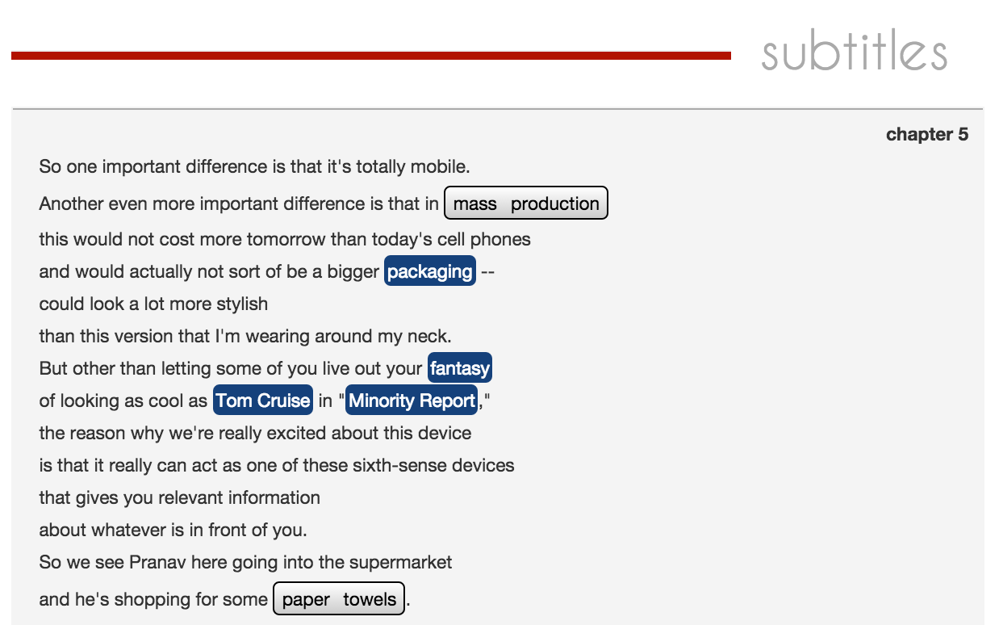 subtitles
chapter 5
So one important difference is that it's totally mobile.
Another even more important difference is that in mass production
this would not cost more tomorrow than today's cell phones
and would actually not sort of be a bigger packaging --
could look a lot more stylish
than this version that I'm wearing around my neck.
But other than letting some of you live out your fantasy
of looking as cool as Tom Cruise in "Minority Report,"
the reason why we're really excited about this device
is that it really can act as one of these sixth-sense devices
that gives you relevant information
about whatever is in front of you.
So we see Pranav here going into the supermarket
and he's shopping for some paper towels.